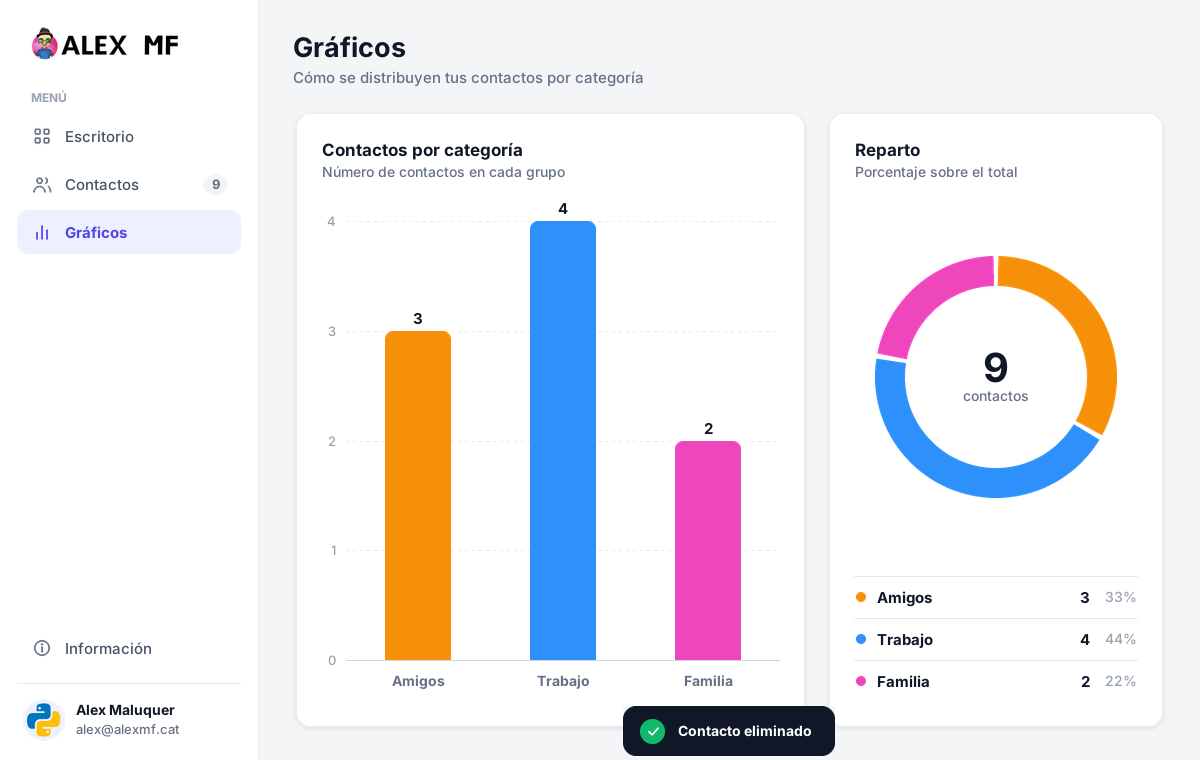 ALEX MF
MENÚ
Escritorio
Contactos 9
Gráficos
Información
Alex Maluquer
alex@alexmf.cat
Gráficos
Cómo se distribuyen tus contactos por categoría
Contactos por categoría
Número de contactos en cada grupo
4
3
2
1
0
3
4
2
Amigos Trabajo Familia
Reparto
Porcentaje sobre el total
9
contactos
Amigos 3 33%
Trabajo 4 44%
Familia 2 22%
Contacto eliminado